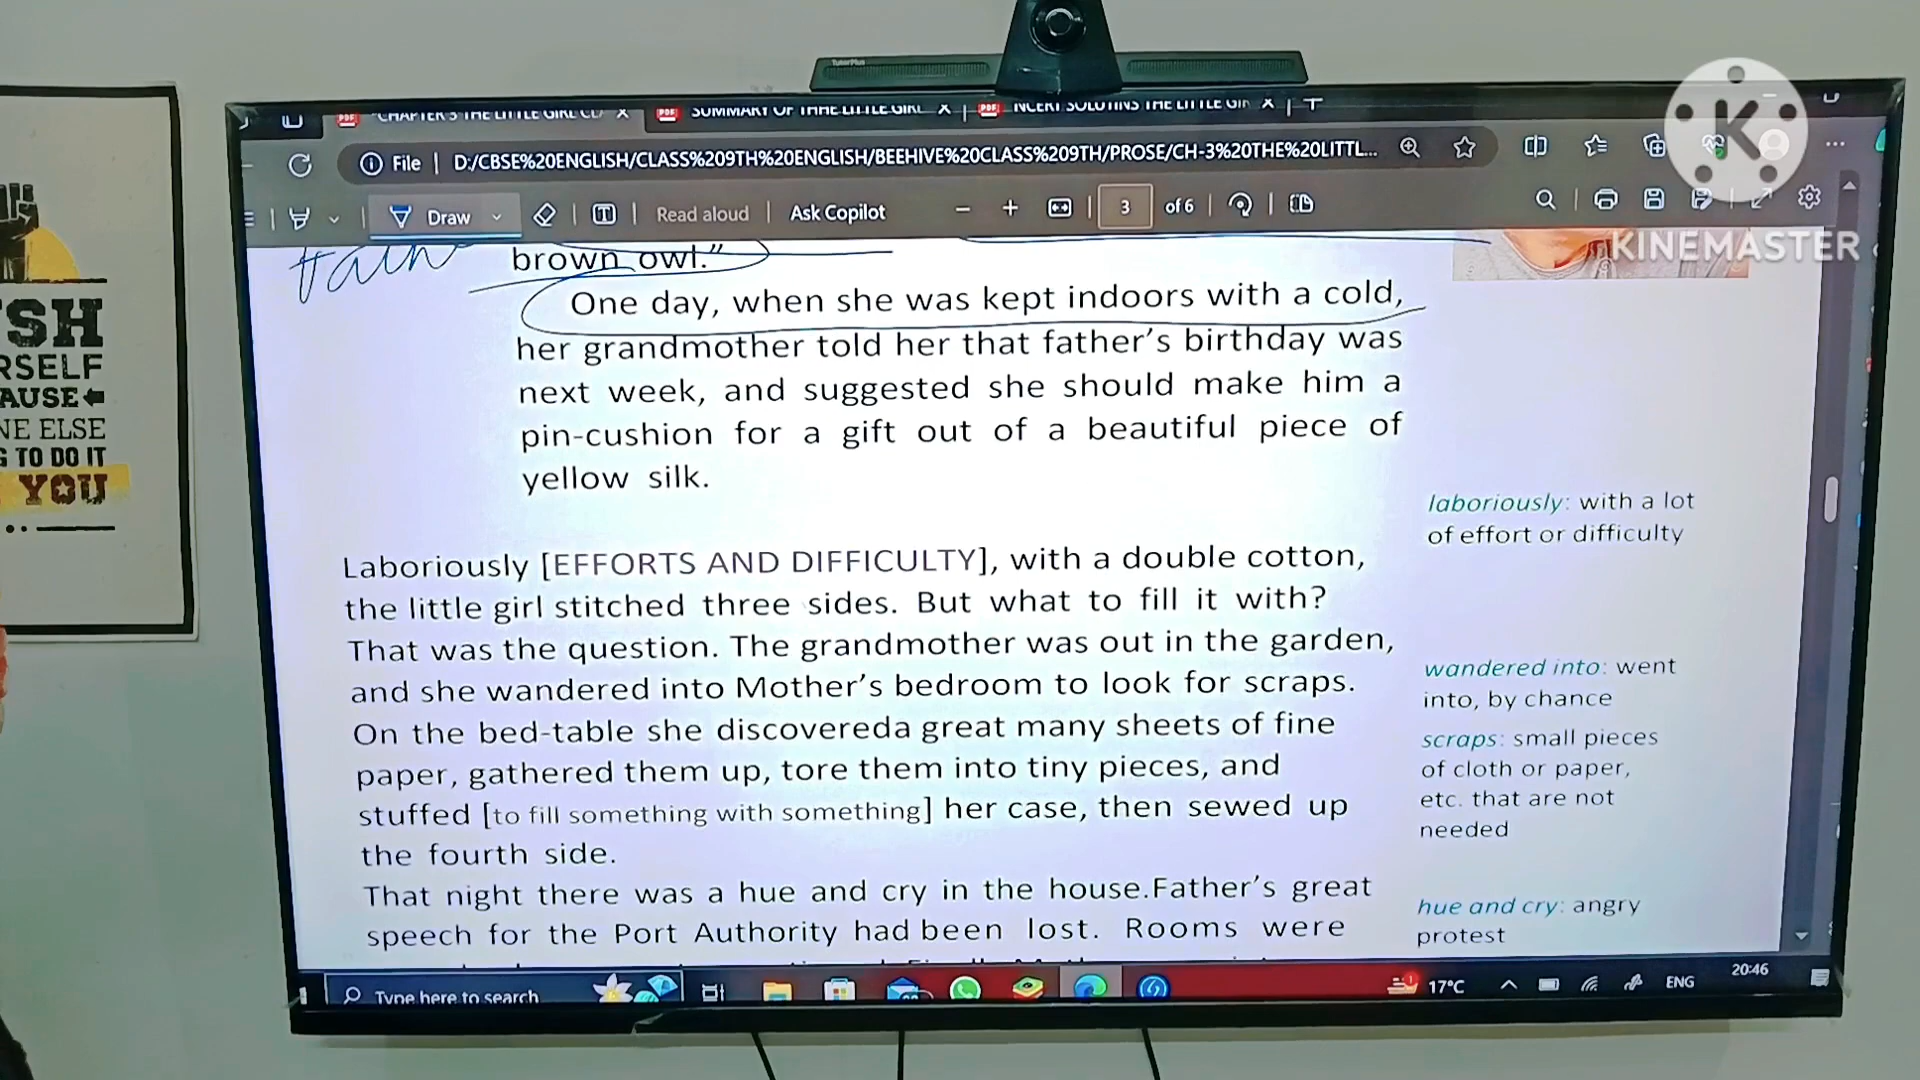 TutorPlus
"CHAPTER 3 THE LITTLE GIRL CL
SUMMARY OF THHE LITTLE GIRL
NCERT SOLUTINS THE LITTLE GIR
File
D:/CBSE%20ENGLISH/CLASS%209TH%20ENGLISH/BEEHIVE%20CLASS%209TH/PROSE/CH-3%20THE%20LITTL...
Draw
Read aloud
Ask Copilot
3 of 6
K
KINEMASTER
brown owl."
One day, when she was kept indoors with a cold,
her grandmother told her that father's birthday was
next week, and suggested she should make him a
pin-cushion for a gift out of a beautiful piece of
yellow silk.
laboriously: with a lot
of effort or difficulty
Laboriously [EFFORTS AND DIFFICULTY], with a double cotton,
the little girl stitched three sides. But what to fill it with?
That was the question. The grandmother was out in the garden,
and she wandered into Mother's bedroom to look for scraps.
On the bed-table she discovereda great many sheets of fine
paper, gathered them up, tore them into tiny pieces, and
stuffed [to fill something with something] her case, then sewed up
the fourth side.
wandered into: went
into, by chance
scraps: small pieces
of cloth or paper,
etc. that are not
needed
That night there was a hue and cry in the house.Father's great
speech for the Port Authority had been lost. Rooms were
hue and cry: angry
protest
Type here to search
17°C
ENG
20:46
SH
RSELF
AUSE
NE ELSE
G TO DO IT
YOU